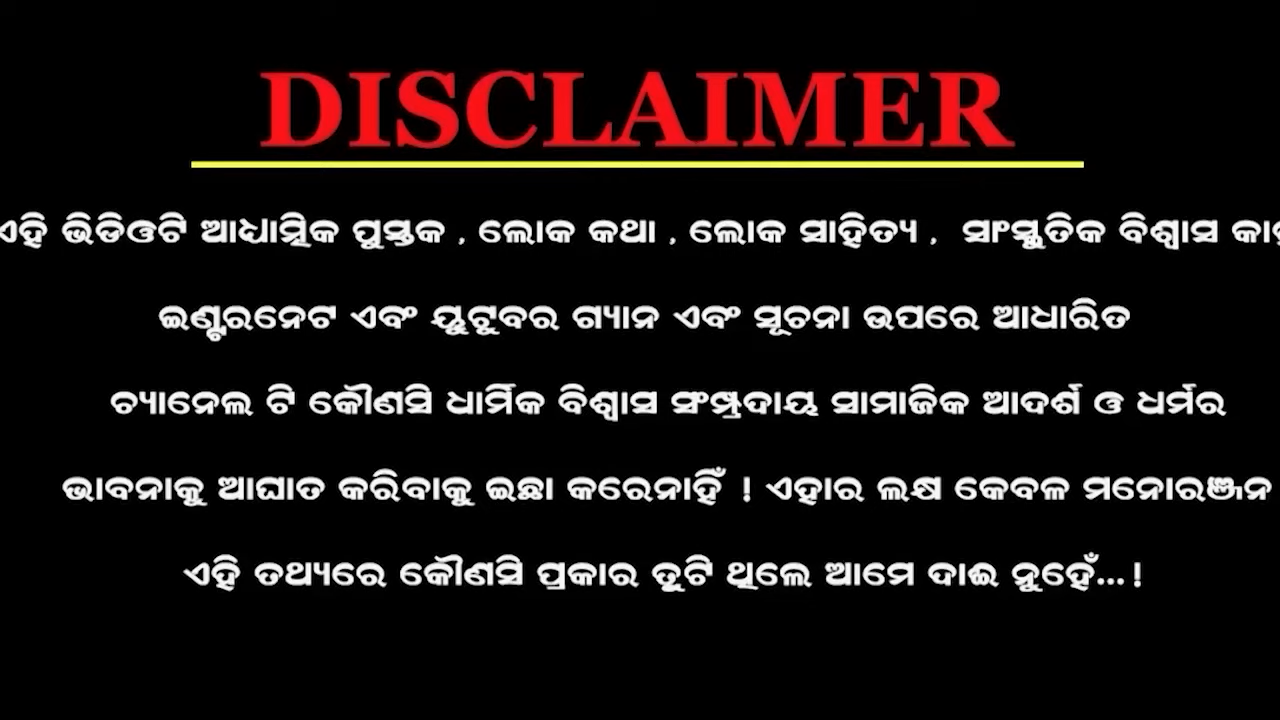 DISCLAIMER
ଏହି ଭିଡିଓଟି ଆଧ୍ୟାତ୍ମିକ ପୁସ୍ତକ , ଲୋକ କଥା , ଲୋକ ସାହିତ୍ୟ , ସାଂସ୍କୃତିକ ବିଶ୍ୱାସ
ଇଣ୍ଟରନେଟ ଏବଂ ୟୁଟୁବର ଗ୍ୟାନ ଏବଂ ସୂଚନା ଉପରେ ଆଧାରିତ
ଚ୍ୟାନେଲ ଟି କୌଣସି ଧାର୍ମିକ ବିଶ୍ୱାସ ସଂମ୍ପ୍ରଦାୟ ସାମାଜିକ ଆଦର୍ଶ ଓ ଧର୍ମର
ଭାବନାକୁ ଆଘାତ କରିବାକୁ ଇଛା କରେନାହିଁ ! ଏହାର ଲକ୍ଷ କେବଳ ମନୋରଞ୍ଜନ
ଏହି ତଥ୍ୟରେ କୌଣସି ପ୍ରକାର ତୃଟି ଥିଲେ ଆମେ ଦାଈ ନୁହେଁ...!